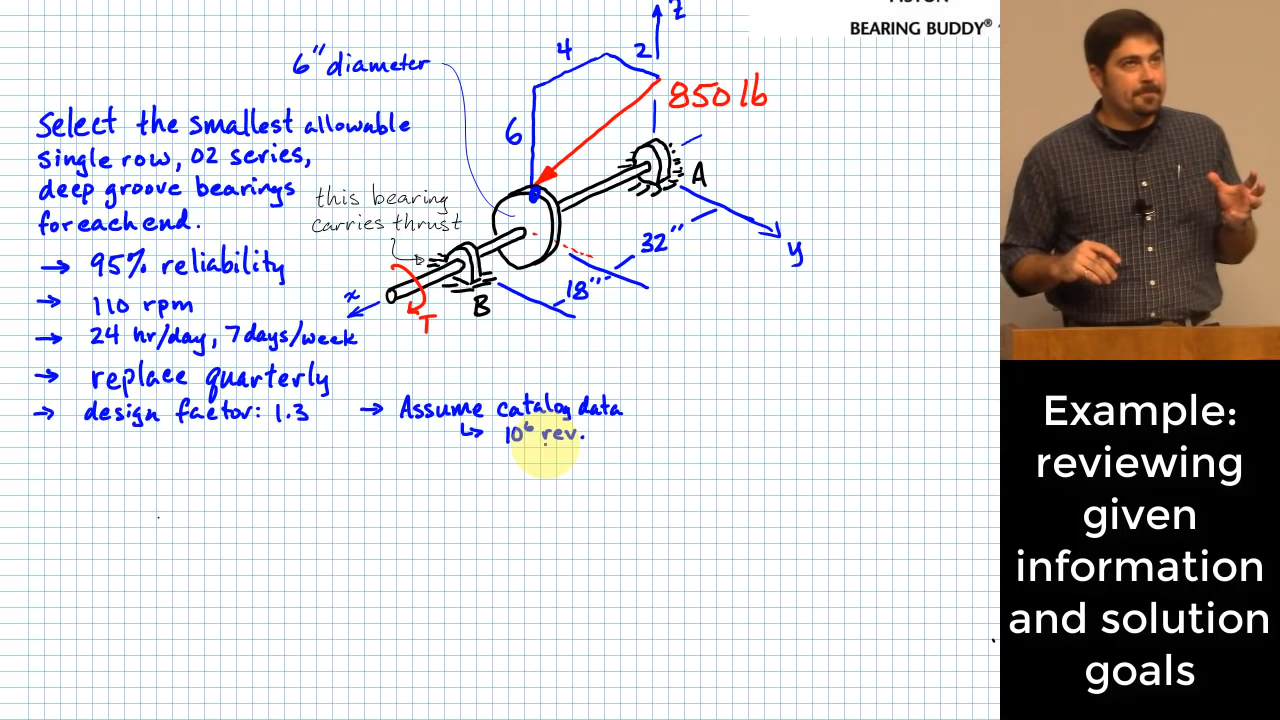 BEARING BUDDY®
6" diameter
4
2
z
850 lb
6
Select the smallest allowable
single row, 02 series,
deep groove bearings
for each end.
this bearing
carries thrust
A
→ 95% reliability
→ 110 rpm
→ 24 hr/day, 7 days/week
→ replace quarterly
→ design factor: 1.3
32"
y
18"
x
B
T
→ Assume catalog data
↳ 10⁶ rev.
Example:
reviewing
given
information
and solution
goals